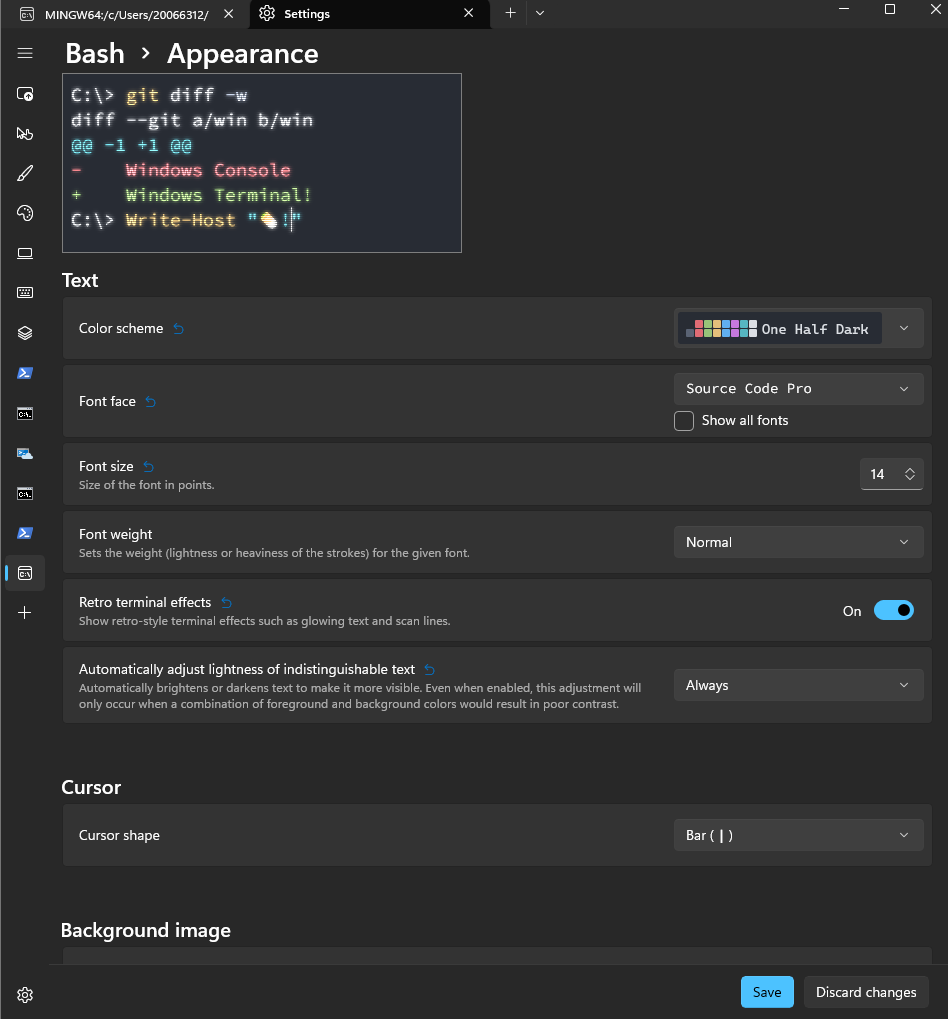 MINGW64:/c/Users/20066312/
Settings
Bash > Appearance
C:\> git diff -w
diff --git a/win b/win
@@ -1 +1 @@
-    Windows Console
+    Windows Terminal!
C:\> Write-Host "!"
Text
Color scheme
One Half Dark
Font face
Source Code Pro
Show all fonts
Font size
Size of the font in points.
14
Font weight
Sets the weight (lightness or heaviness of the strokes) for the given font.
Normal
Retro terminal effects
Show retro-style terminal effects such as glowing text and scan lines.
On
Automatically adjust lightness of indistinguishable text
Automatically brightens or darkens text to make it more visible. Even when enabled, this adjustment will
only occur when a combination of foreground and background colors would result in poor contrast.
Always
Cursor
Cursor shape
Bar ( | )
Background image
Save
Discard changes